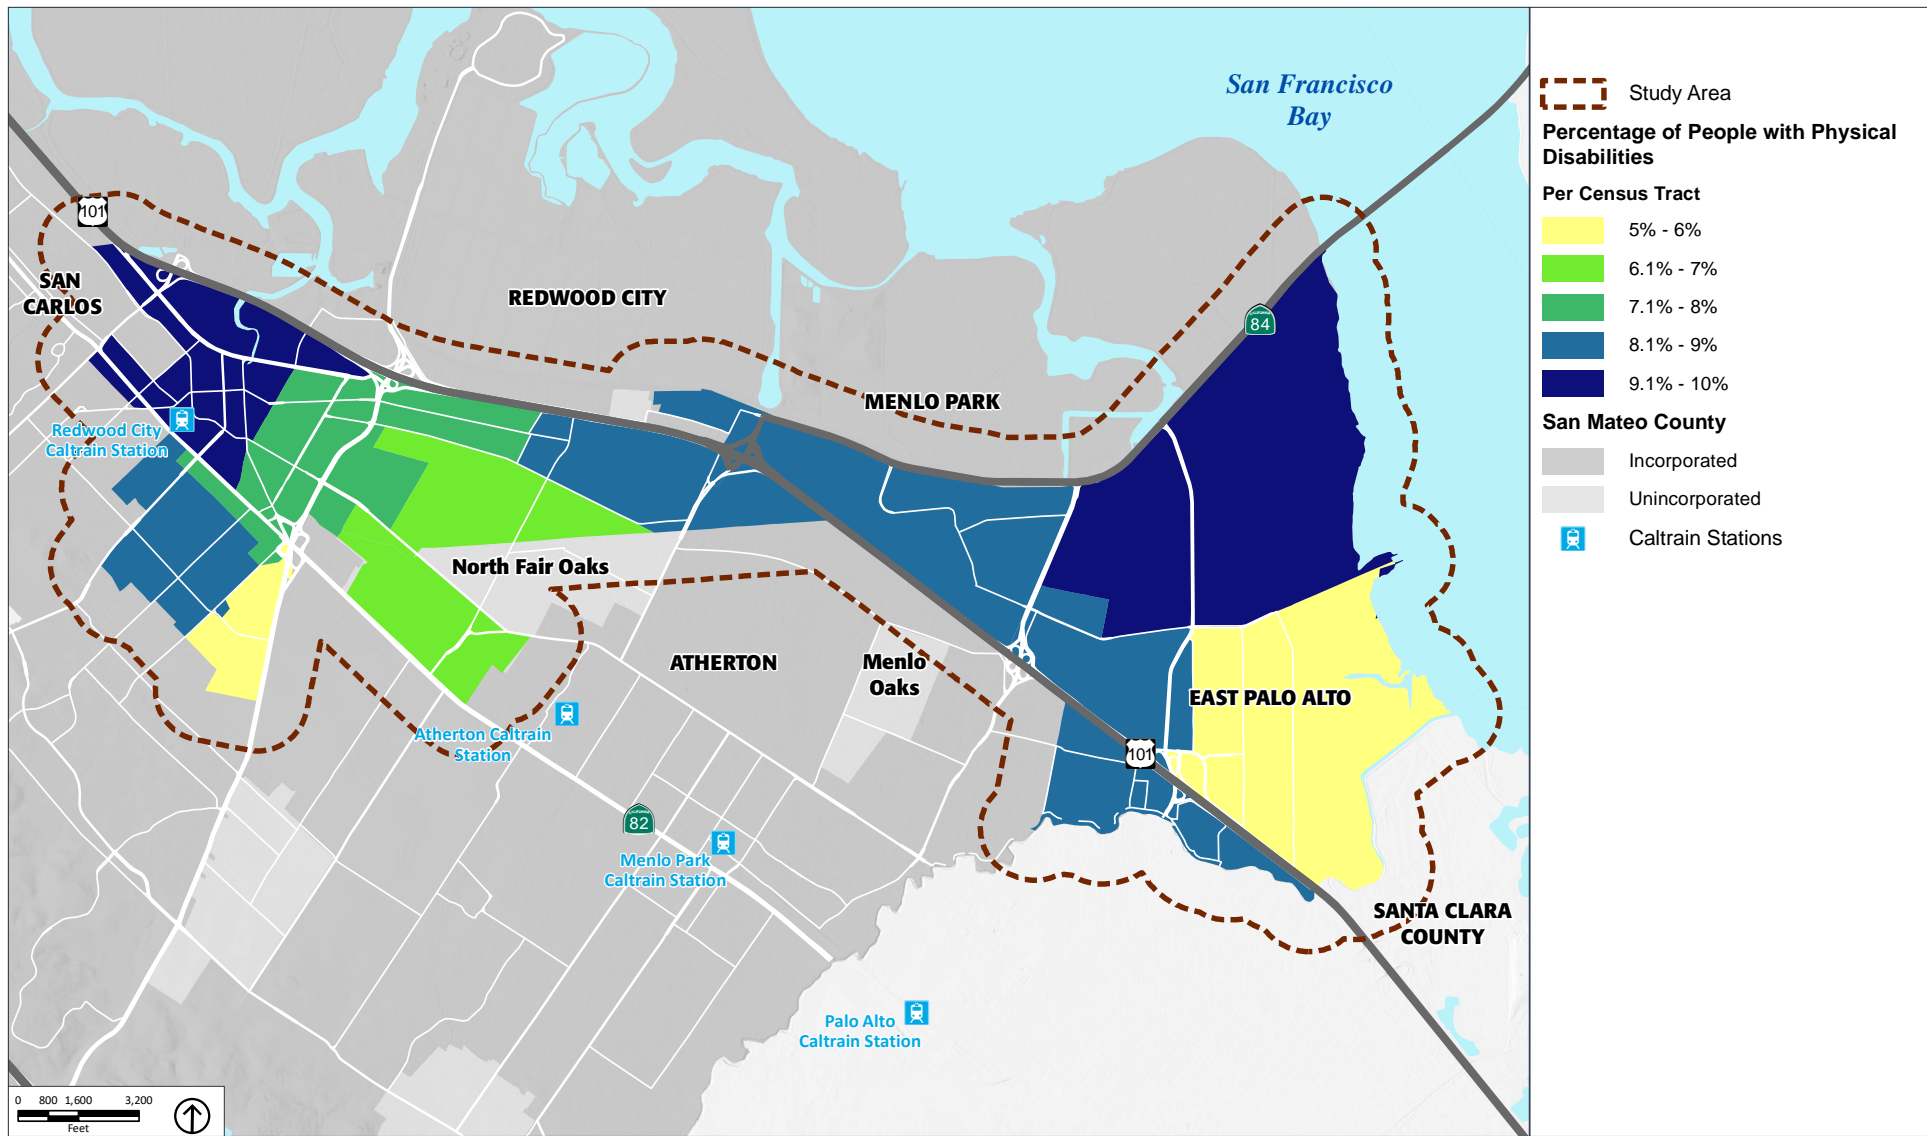 San Francisco
Bay
101
SAN
CARLOS
REDWOOD CITY
CALIFORNIA
84
MENLO PARK
Redwood City
Caltrain Station
North Fair Oaks
ATHERTON
Menlo
Oaks
EAST PALO ALTO
Atherton Caltrain
Station
101
CALIFORNIA
82
Menlo Park
Caltrain Station
SANTA CLARA
COUNTY
Palo Alto
Caltrain Station
0 800 1,600 3,200
Feet
Study Area
Percentage of People with Physical
Disabilities
Per Census Tract
5% - 6%
6.1% - 7%
7.1% - 8%
8.1% - 9%
9.1% - 10%
San Mateo County
Incorporated
Unincorporated
Caltrain Stations